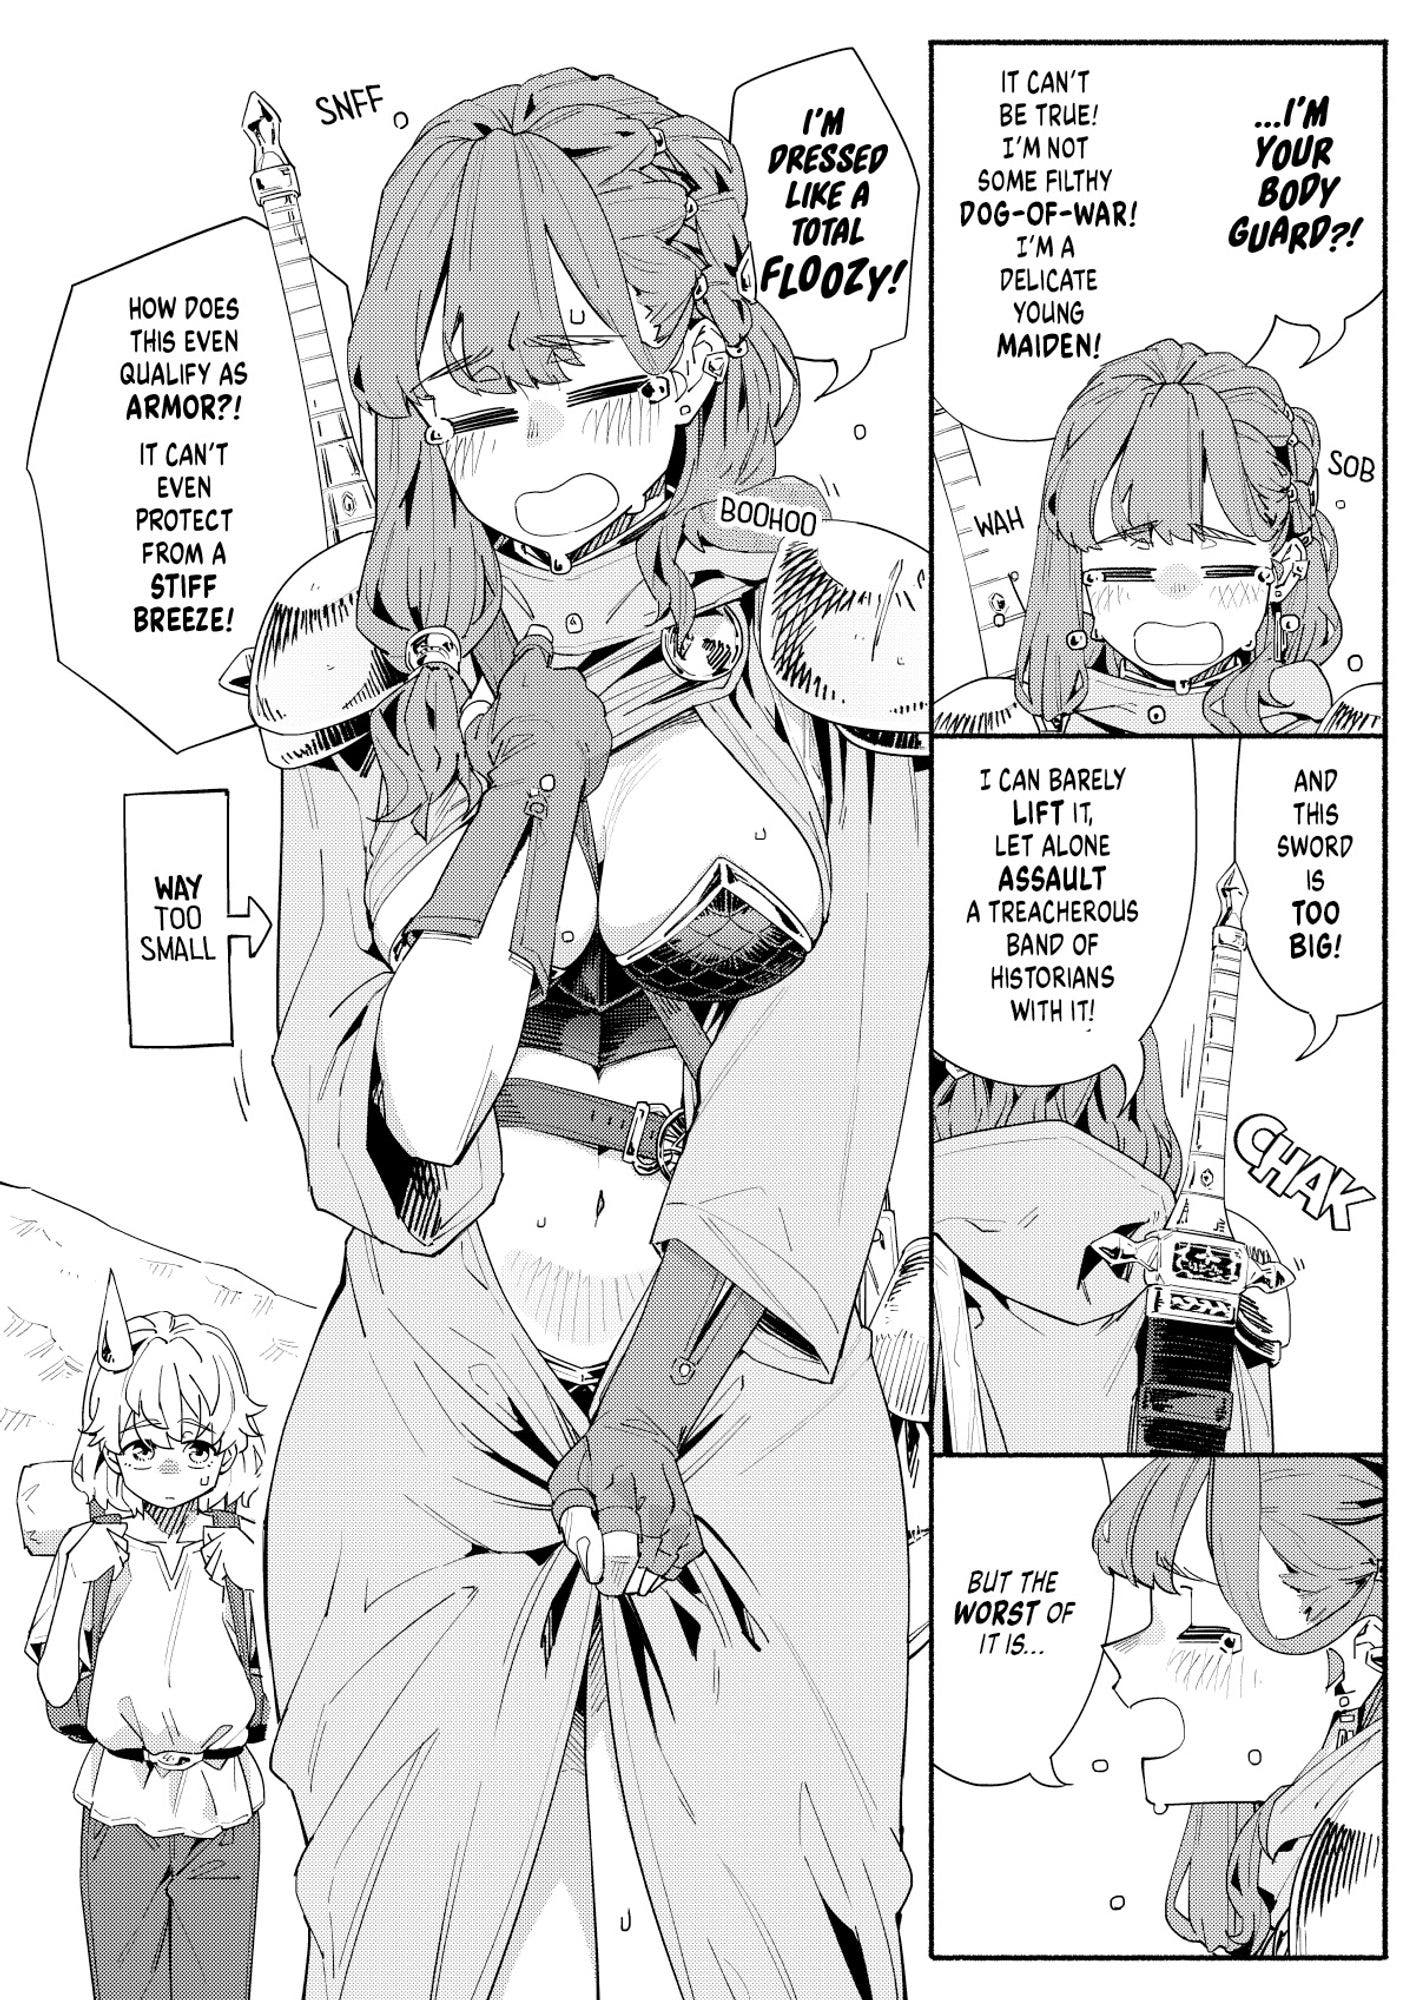 ...I'M
YOUR
BODY
GUARD?!
IT CAN'T
BE TRUE!
I'M NOT
SOME FILTHY
DOG-OF-WAR!
I'M A
DELICATE
YOUNG
MAIDEN!
SOB
WAH
AND
THIS
SWORD
IS
TOO
BIG!
I CAN BARELY
LIFT IT,
LET ALONE
ASSAULT
A TREACHEROUS
BAND OF
HISTORIANS
WITH IT!
CHAK
BUT THE
WORST OF
IT IS...
I'M
DRESSED
LIKE A
TOTAL
FLOOZY!
SNFF
BOOHOO
HOW DOES
THIS EVEN
QUALIFY AS
ARMOR?!
IT CAN'T
EVEN
PROTECT
FROM A
STIFF
BREEZE!
WAY
TOO
SMALL